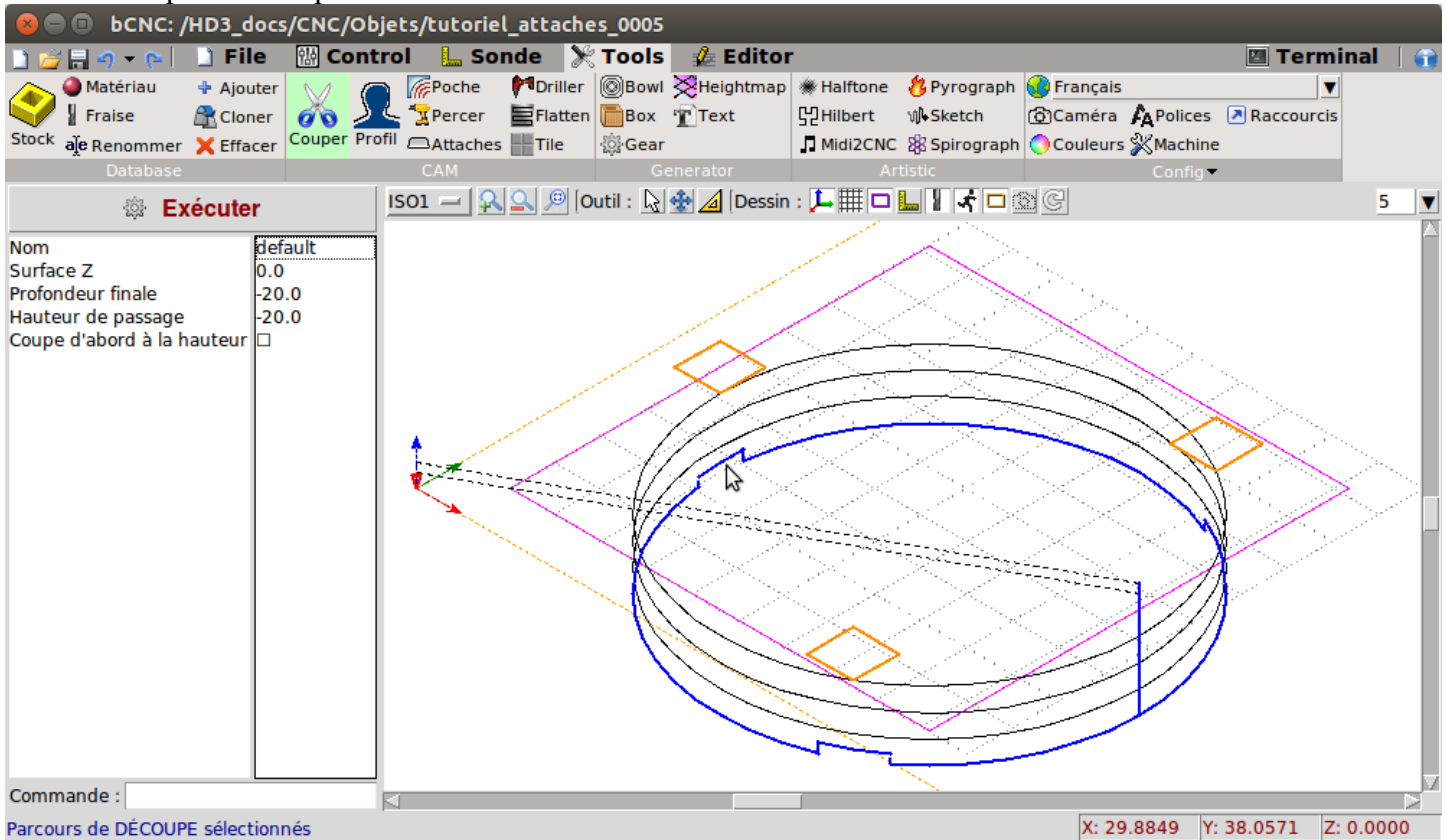 bCNC: /HD3_docs/CNC/Objets/tutoriel_attaches_0005
File Control Sonde Tools Editor Terminal
Matériau Ajouter Poche Driller Bowl Heightmap Halftone Pyrograph Français
Fraise Cloner Percer Flatten Box Text Hilbert Sketch Caméra Polices Raccourcis
Stock Renommer Effacer Couper Profil Attaches Tile Gear Midi2CNC Spirograph Couleurs Machine
Database CAM Generator Artistic Config
Exécuter ISO1 Outil : Dessin : 5
Nom default
Surface Z 0.0
Profondeur finale -20.0
Hauteur de passage -20.0
Coupe d'abord à la hauteur
Commande :
Parcours de DÉCOUPE sélectionnés X: 29.8849 Y: 38.0571 Z: 0.0000